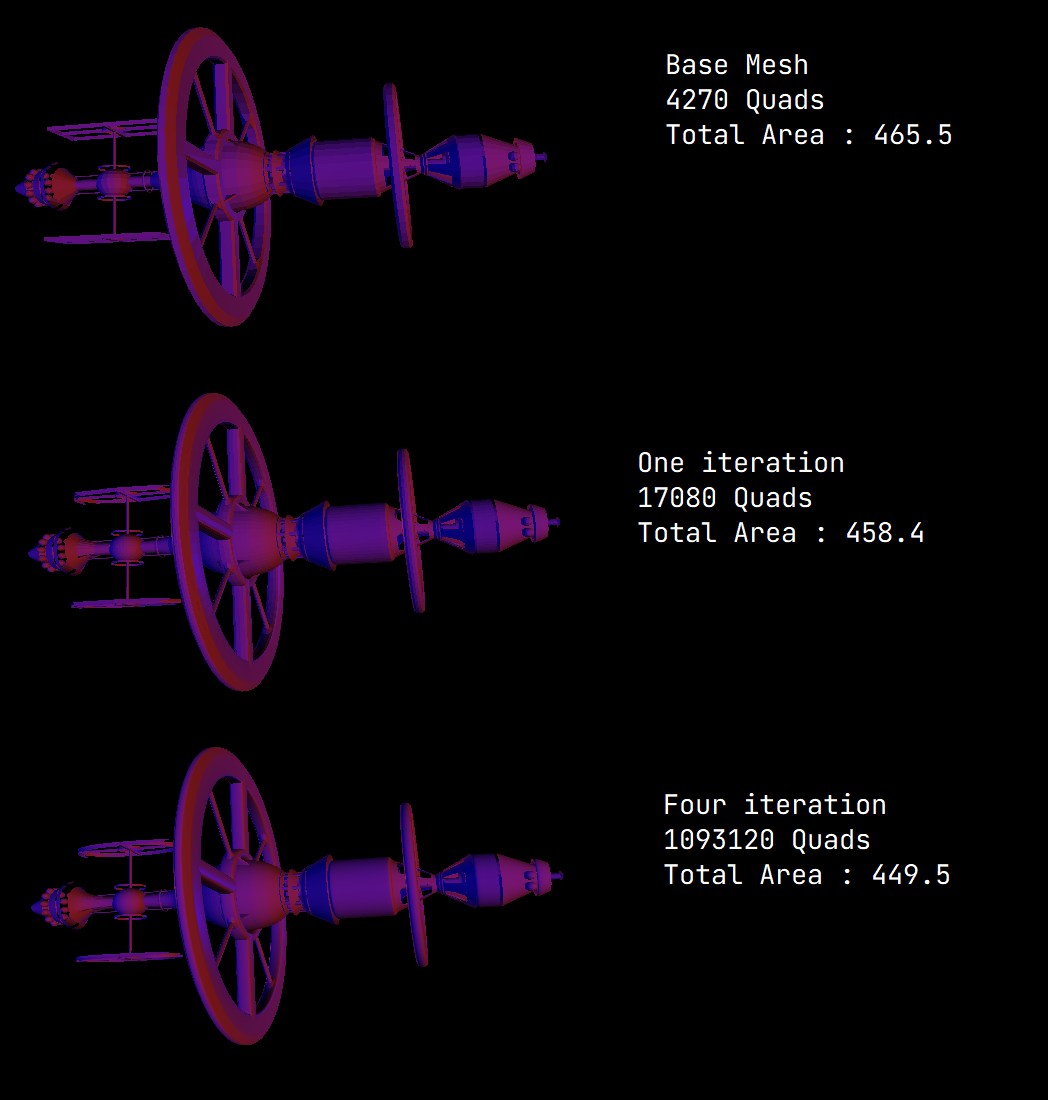 Base Mesh
4270 Quads
Total Area : 465.5
One iteration
17080 Quads
Total Area : 458.4
Four iteration
1093120 Quads
Total Area : 449.5